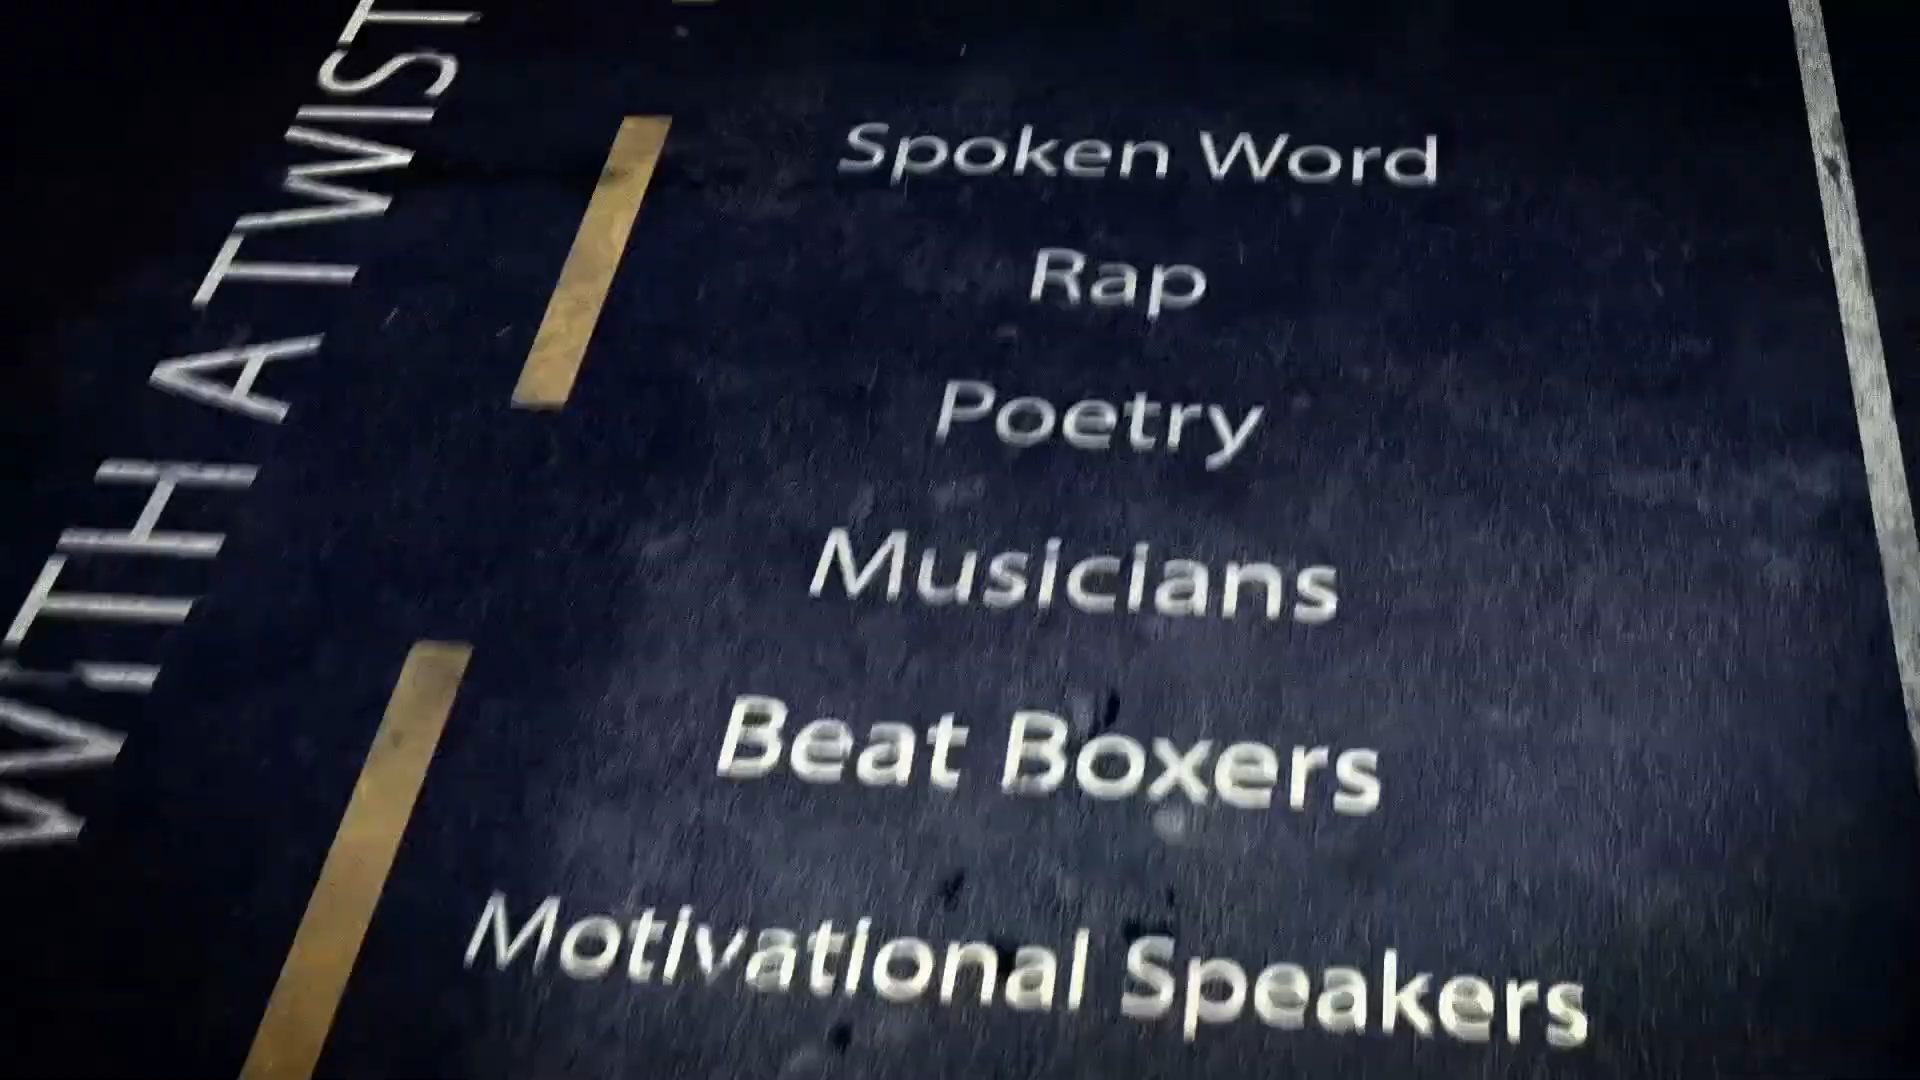 WITH A TWIST
Spoken Word
Rap
Poetry
Musicians
Beat Boxers
Motivational Speakers